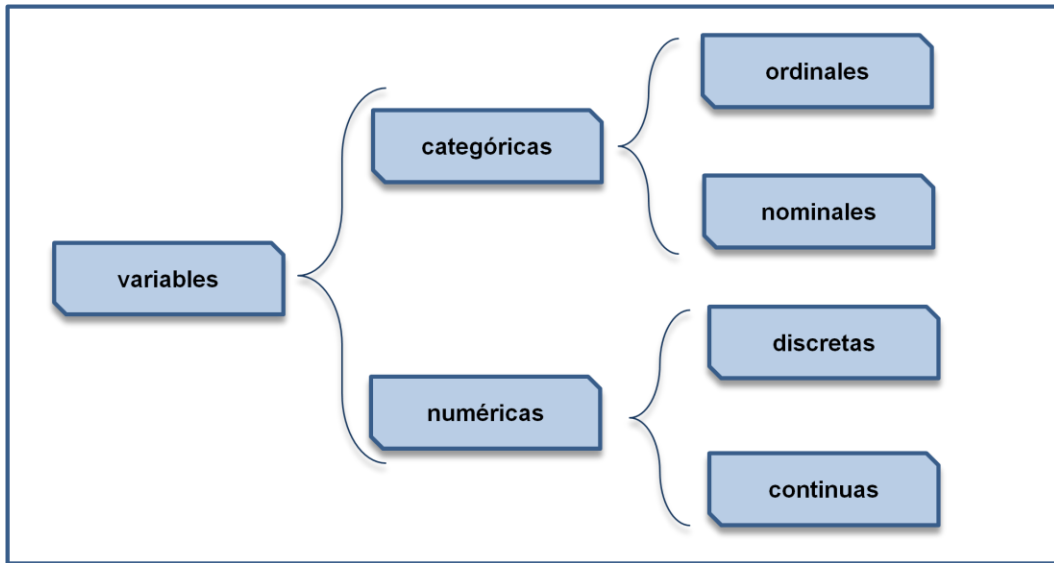 variables
categóricas
ordinales
nominales
numéricas
discretas
continuas